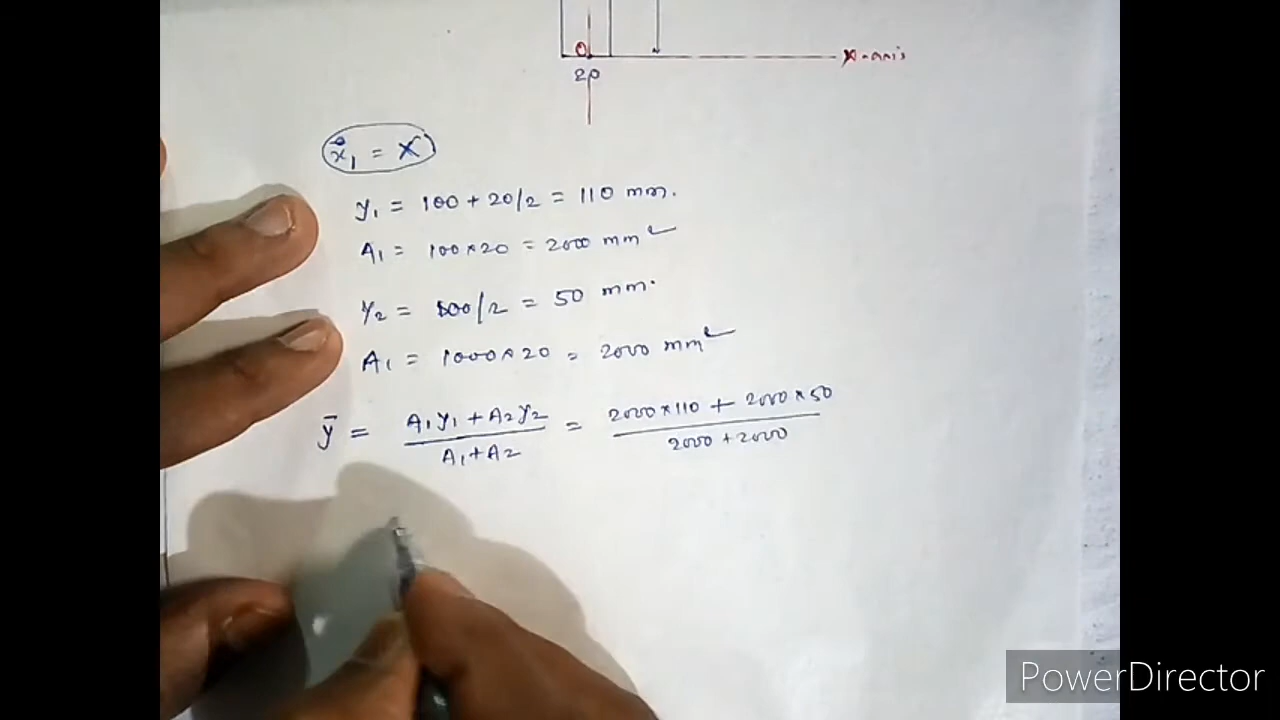 O
X-axis
20
x̄₁ = X
y₁ = 100 + 20/2 = 110 mm.
A₁ = 100×20 = 2000 mm²
y₂ = 100/2 = 50 mm.
A₁ = 1000×20 = 2000 mm²
ȳ = A₁y₁ + A₂y₂ / A₁ + A₂ = 2000×110 + 2000×50 / 2000 + 2000
PowerDirector